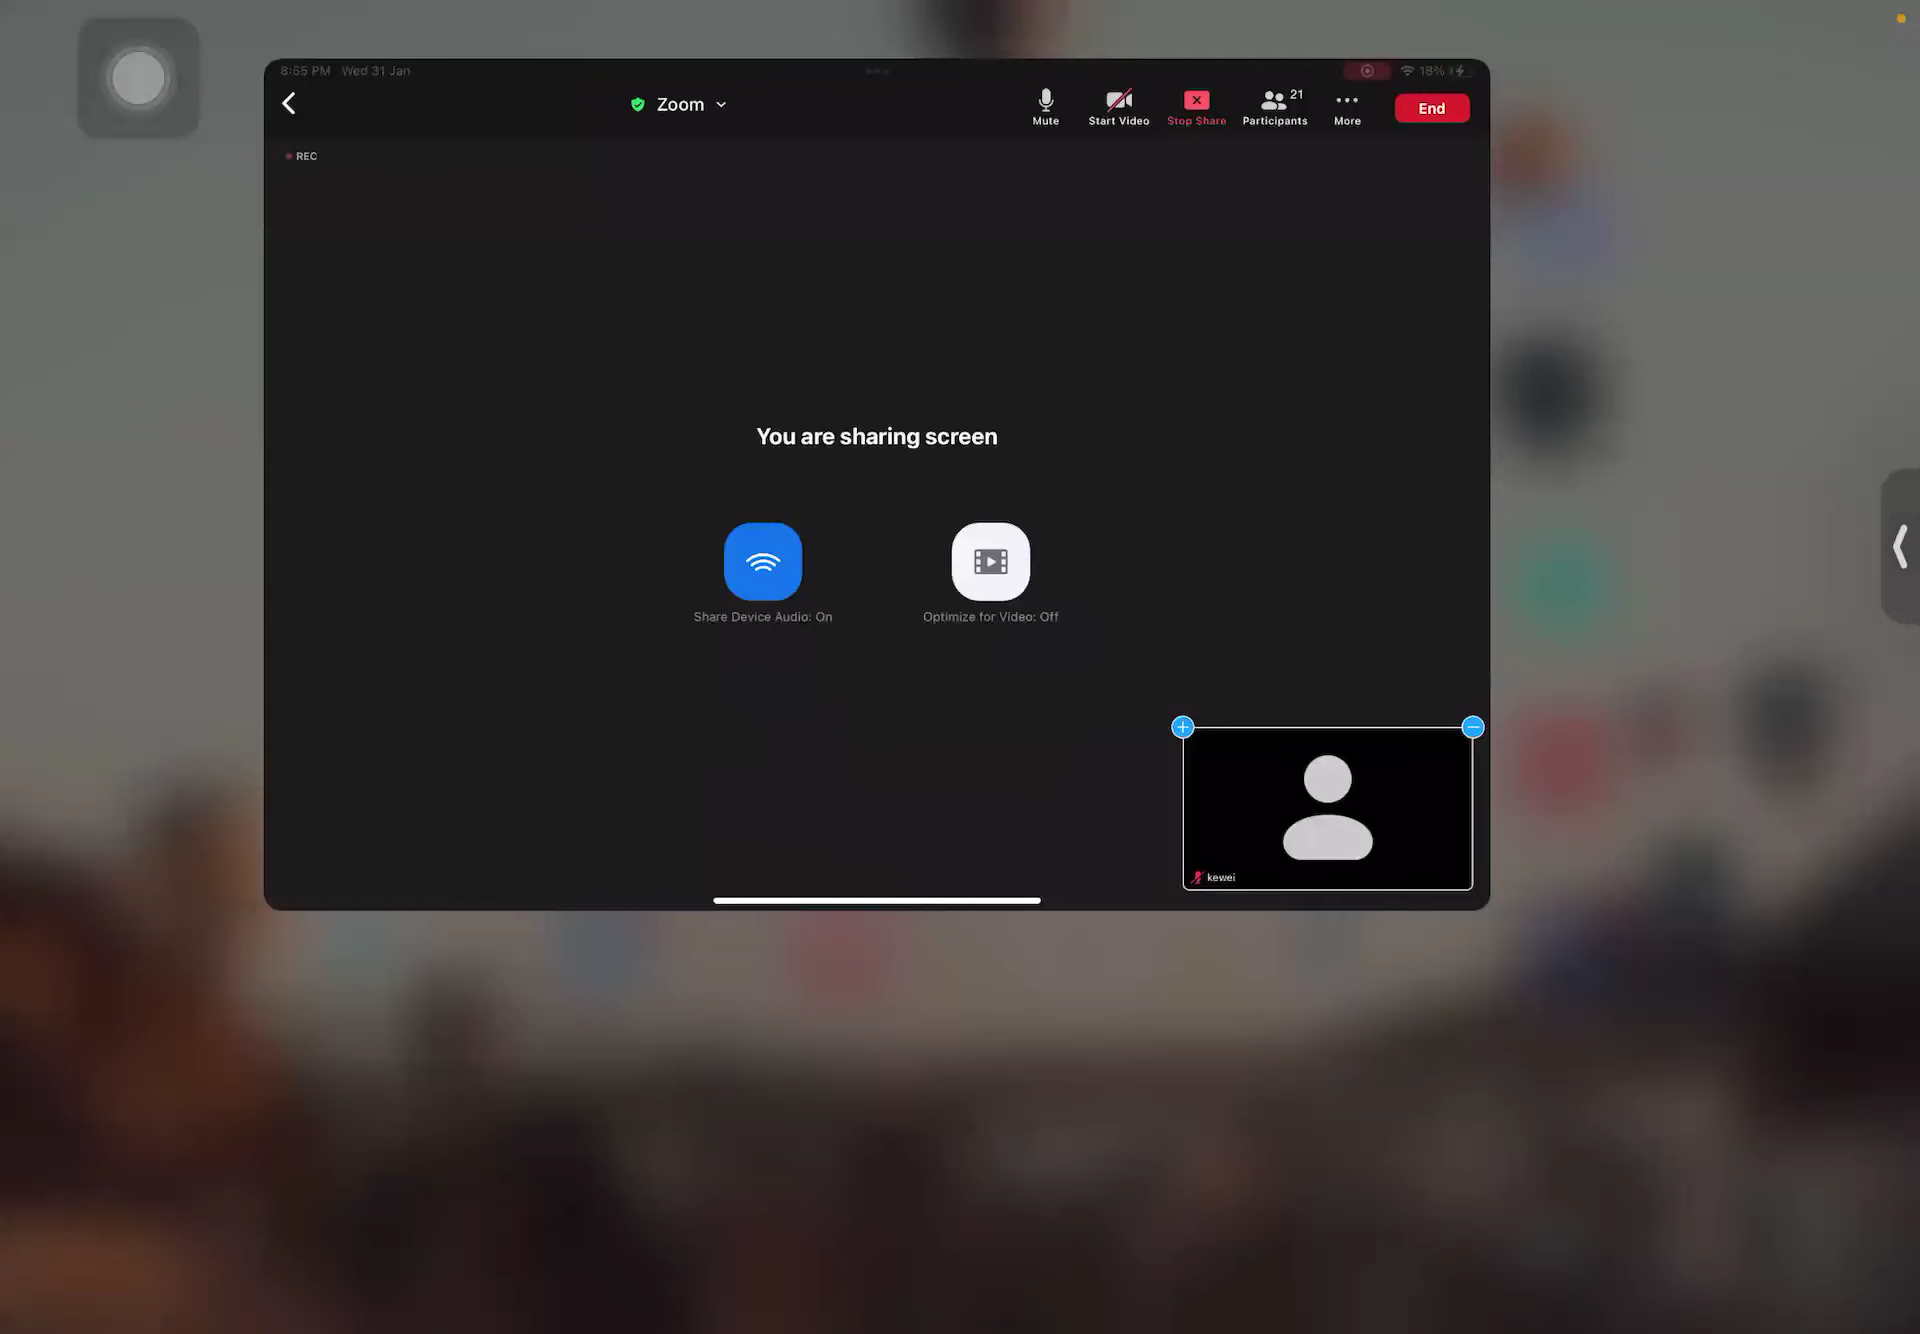 8:55 PM Wed 31 Jan
18%
Zoom
Mute
Start Video
Stop Share
21
Participants
More
End
REC
You are sharing screen
Share Device Audio: On
Optimize for Video: Off
kewei